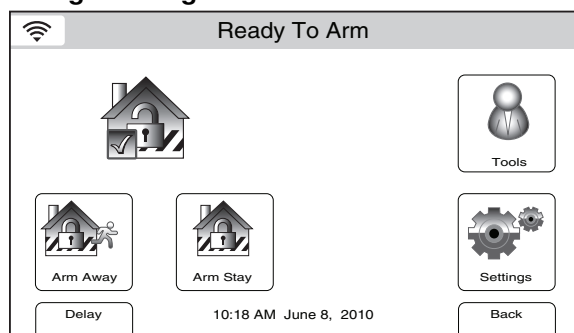 Ready To Arm
Tools
Arm Away
Arm Stay
Settings
Delay
10:18 AM June 8, 2010
Back